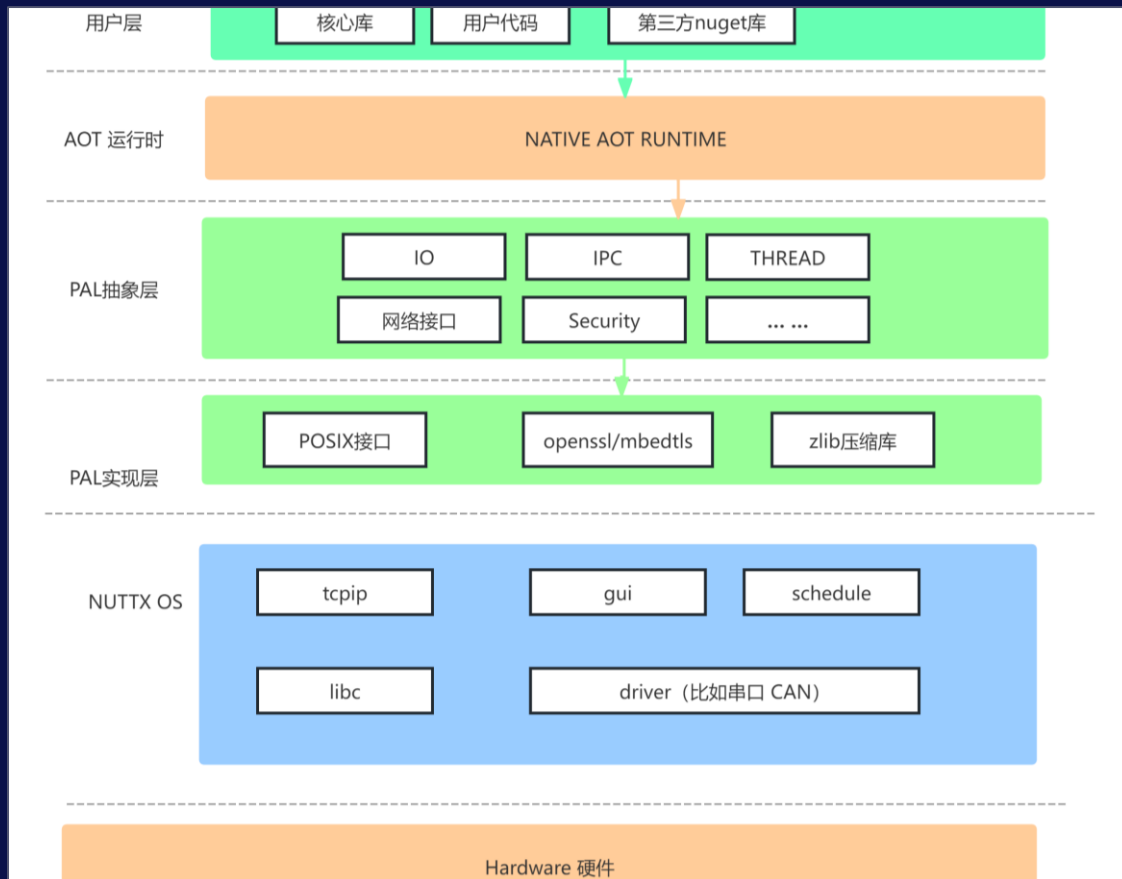 用户层
核心库
用户代码
第三方nuget库
AOT 运行时
NATIVE AOT RUNTIME
PAL抽象层
IO
IPC
THREAD
网络接口
Security
... ...
PAL实现层
POSIX接口
openssl/mbedtls
zlib压缩库
NUTTX OS
tcpip
gui
schedule
libc
driver（比如串口 CAN）
Hardware 硬件